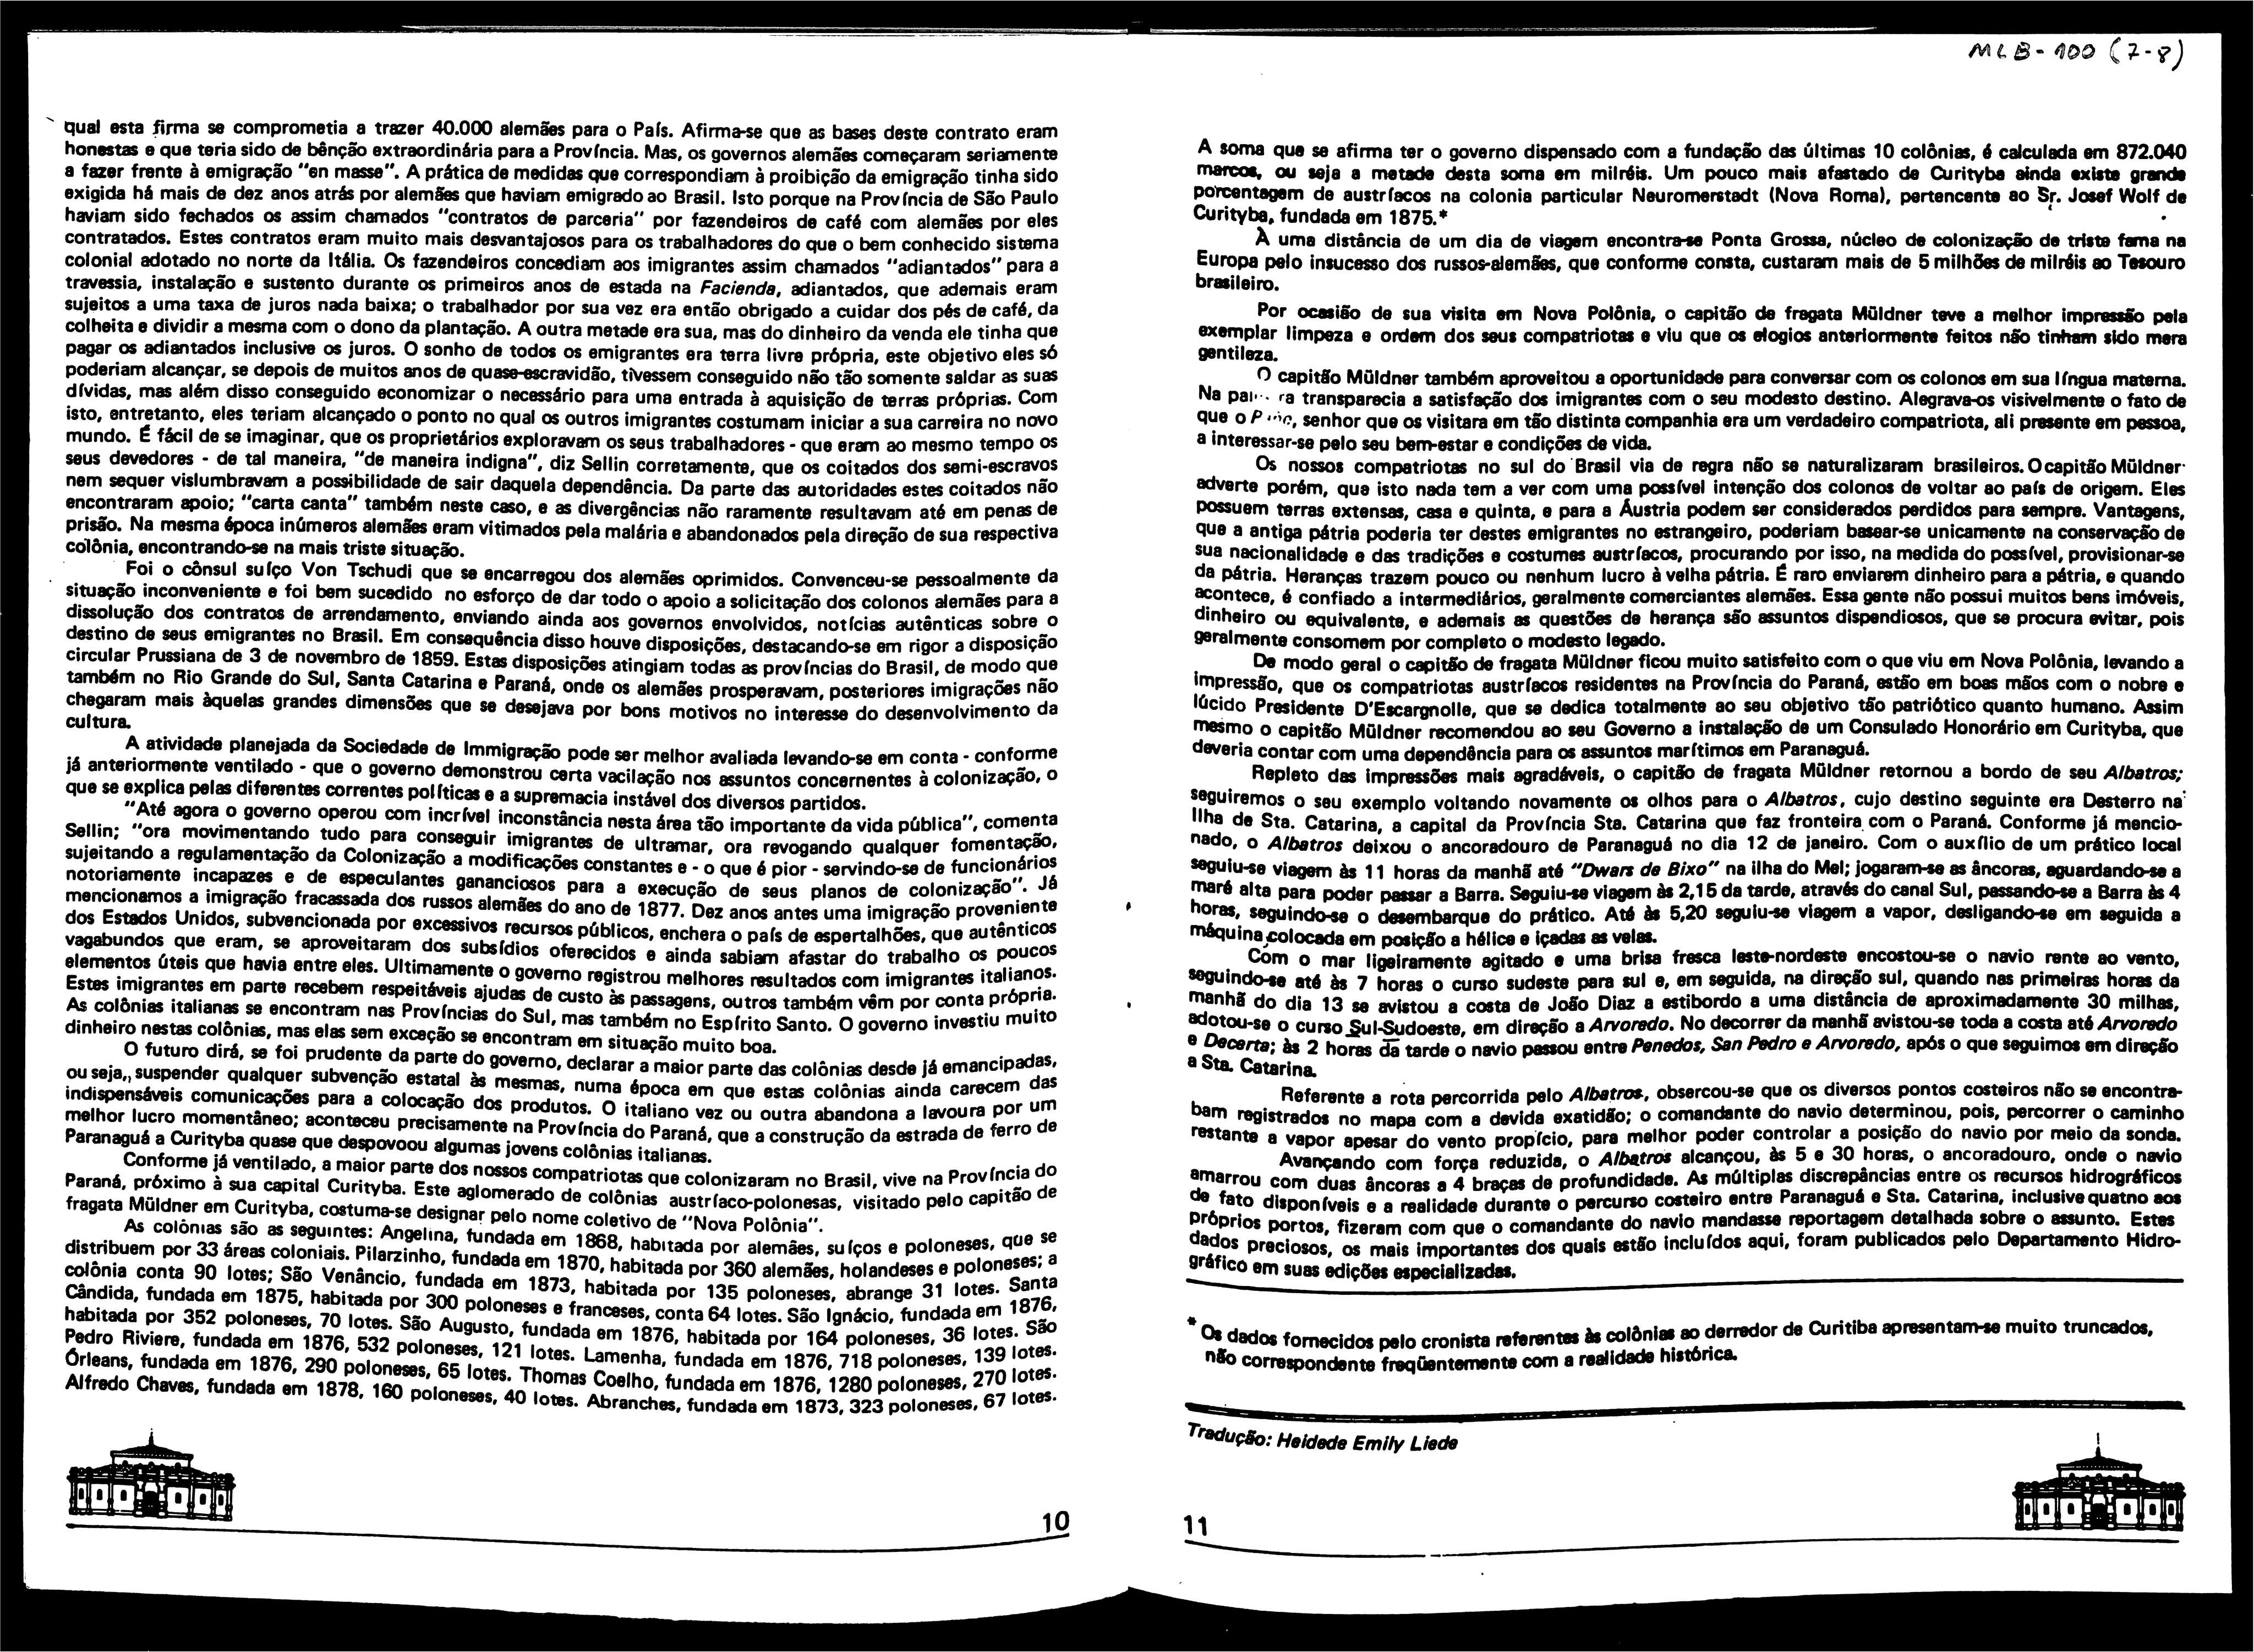 MLB-100 (7-8)
qual esta firma se comprometia a trazer 40.000 alemães para o País. Afirma-se que as bases deste contrato eram
honestas e que teria sido de bênção extraordinária para a Província. Mas, os governos alemães começaram seriamente
a fazer frente à emigração "en masse". A prática de medidas que correspondiam à proibição da emigração tinha sido
exigida há mais de dez anos atrás por alemães que haviam emigrado ao Brasil. Isto porque na Província de São Paulo
haviam sido fechados os assim chamados "contratos de parceria" por fazendeiros de café com alemães por eles
contratados. Estes contratos eram muito mais desvantajosos para os trabalhadores do que o bem conhecido sistema
colonial adotado no norte da Itália. Os fazendeiros concediam aos imigrantes assim chamados "adiantados" para a
travessia, instalação e sustento durante os primeiros anos de estada na Facienda, adiantados, que ademais eram
sujeitos a uma taxa de juros nada baixa; o trabalhador por sua vez era então obrigado a cuidar dos pés de café, da
colheita e dividir a mesma com o dono da plantação. A outra metade era sua, mas do dinheiro da venda ele tinha que
pagar os adiantados inclusive os juros. O sonho de todos os emigrantes era terra livre própria, este objetivo eles só
poderiam alcançar, se depois de muitos anos de quase-escravidão, tivessem conseguido não tão somente saldar as suas
dívidas, mas além disso conseguido economizar o necessário para uma entrada à aquisição de terras próprias. Com
isto, entretanto, eles teriam alcançado o ponto no qual os outros imigrantes costumam iniciar a sua carreira no novo
mundo. É fácil de se imaginar, que os proprietários exploravam os seus trabalhadores - que eram ao mesmo tempo os
seus devedores - de tal maneira, "de maneira indigna", diz Sellin corretamente, que os coitados dos semi-escravos
nem sequer vislumbravam a possibilidade de sair daquela dependência. Da parte das autoridades estes coitados não
encontraram apoio; "carta canta" também neste caso, e as divergências não raramente resultavam até em penas de
prisão. Na mesma época inúmeros alemães eram vitimados pela malária e abandonados pela direção de sua respectiva
colônia, encontrando-se na mais triste situação.
Foi o cônsul suíço Von Tschudi que se encarregou dos alemães oprimidos. Convenceu-se pessoalmente da
situação inconveniente e foi bem sucedido no esforço de dar todo o apoio a solicitação dos colonos alemães para a
dissolução dos contratos de arrendamento, enviando ainda aos governos envolvidos, notícias autênticas sobre o
destino de seus emigrantes no Brasil. Em consequência disso houve disposições, destacando-se em rigor a disposição
circular Prussiana de 3 de novembro de 1859. Estas disposições atingiam todas as províncias do Brasil, de modo que
também no Rio Grande do Sul, Santa Catarina e Paraná, onde os alemães prosperavam, posteriores imigrações não
chegaram mais àquelas grandes dimensões que se desejava por bons motivos no interesse do desenvolvimento da
cultura.
A atividade planejada da Sociedade de Immigração pode ser melhor avaliada levando-se em conta - conforme
já anteriormente ventilado - que o governo demonstrou certa vacilação nos assuntos concernentes à colonização, o
que se explica pelas diferentes correntes políticas e a supremacia instável dos diversos partidos.
"Até agora o governo operou com incrível inconstância nesta área tão importante da vida pública", comenta
Sellin; "ora movimentando tudo para conseguir imigrantes de ultramar, ora revogando qualquer fomentação,
sujeitando a regulamentação da Colonização a modificações constantes e - o que é pior - servindo-se de funcionários
notoriamente incapazes e de especulantes gananciosos para a execução de seus planos de colonização". Já
mencionamos a imigração fracassada dos russos alemães do ano de 1877. Dez anos antes uma imigração proveniente
dos Estados Unidos, subvencionada por excessivos recursos públicos, enchera o país de espertalhões, que autênticos
vagabundos que eram, se aproveitaram dos subsídios oferecidos e ainda sabiam afastar do trabalho os poucos
elementos úteis que havia entre eles. Ultimamente o governo registrou melhores resultados com imigrantes italianos.
Estes imigrantes em parte recebem respeitáveis ajudas de custo às passagens, outros também vêm por conta própria.
As colônias italianas se encontram nas Províncias do Sul, mas também no Espírito Santo. O governo investiu muito
dinheiro nestas colônias, mas elas sem exceção se encontram em situação muito boa.
O futuro dirá, se foi prudente da parte do governo, declarar a maior parte das colônias desde já emancipadas,
ou seja,, suspender qualquer subvenção estatal às mesmas, numa época em que estas colônias ainda carecem das
indispensáveis comunicações para a colocação dos produtos. O italiano vez ou outra abandona a lavoura por um
melhor lucro momentâneo; aconteceu precisamente na Província do Paraná, que a construção da estrada de ferro de
Paranaguá a Curityba quase que despovoou algumas jovens colônias italianas.
Conforme já ventilado, a maior parte dos nossos compatriotas que colonizaram no Brasil, vive na Província do
Paraná, próximo à sua capital Curityba. Este aglomerado de colônias austríaco-polonesas, visitado pelo capitão de
fragata Müldner em Curityba, costuma-se designar pelo nome coletivo de "Nova Polônia".
As colônias são as seguintes: Angelina, fundada em 1868, habitada por alemães, suíços e poloneses, que se
distribuem por 33 áreas coloniais. Pilarzinho, fundada em 1870, habitada por 360 alemães, holandeses e poloneses; a
colônia conta 90 lotes; São Venâncio, fundada em 1873, habitada por 135 poloneses, abrange 31 lotes. Santa
Cândida, fundada em 1875, habitada por 300 poloneses e franceses, conta 64 lotes. São Ignácio, fundada em 1876,
habitada por 352 poloneses, 70 lotes. São Augusto, fundada em 1876, habitada por 164 poloneses, 36 lotes. São
Pedro Riviere, fundada em 1876, 532 poloneses, 121 lotes. Lamenha, fundada em 1876, 718 poloneses, 139 lotes.
Órleans, fundada em 1876, 290 poloneses, 65 lotes. Thomas Coelho, fundada em 1876, 1280 poloneses, 270 lotes.
Alfredo Chaves, fundada em 1878, 160 poloneses, 40 lotes. Abranches, fundada em 1873, 323 poloneses, 67 lotes.
10
A soma que se afirma ter o governo dispensado com a fundação das últimas 10 colônias, é calculada em 872.040
marcos, ou seja a metade desta soma em milréis. Um pouco mais afastado de Curityba ainda existe grande
porcentagem de austríacos na colonia particular Neuromerstadt (Nova Roma), pertencente ao Sr. Josef Wolf de
Curityba, fundada em 1875.*
À uma distância de um dia de viagem encontra-se Ponta Grossa, núcleo de colonização de triste fama na
Europa pelo insucesso dos russos-alemães, que conforme consta, custaram mais de 5 milhões de milréis ao Tesouro
brasileiro.
Por ocasião de sua visita em Nova Polônia, o capitão de fragata Müldner teve a melhor impressão pela
exemplar limpeza e ordem dos seus compatriotas e viu que os elogios anteriormente feitos não tinham sido mera
gentileza.
O capitão Müldner também aproveitou a oportunidade para conversar com os colonos em sua língua materna.
Na transparecia a satisfação dos imigrantes com o seu modesto destino. Alegrava-os visivelmente o fato de
que o senhor que os visitara em tão distinta companhia era um verdadeiro compatriota, ali presente em pessoa,
a interessar-se pelo seu bem-estar e condições de vida.
Os nossos compatriotas no sul do Brasil via de regra não se naturalizaram brasileiros. O capitão Müldner
adverte porém, que isto nada tem a ver com uma possível intenção dos colonos de voltar ao país de origem. Eles
possuem terras extensas, casa e quinta, e para a Áustria podem ser considerados perdidos para sempre. Vantagens,
que a antiga pátria poderia ter destes emigrantes no estrangeiro, poderiam basear-se unicamente na conservação de
sua nacionalidade e das tradições e costumes austríacos, procurando por isso, na medida do possível, provisionar-se
da pátria. Heranças trazem pouco ou nenhum lucro à velha pátria. É raro enviarem dinheiro para a pátria, e quando
acontece, é confiado a intermediários, geralmente comerciantes alemães. Essa gente não possui muitos bens imóveis,
dinheiro ou equivalente, e ademais as questões de herança são assuntos dispendiosos, que se procura evitar, pois
geralmente consomem por completo o modesto legado.
De modo geral o capitão de fragata Müldner ficou muito satisfeito com o que viu em Nova Polônia, levando a
impressão, que os compatriotas austríacos residentes na Província do Paraná, estão em boas mãos com o nobre e
lúcido Presidente D'Escargnolle, que se dedica totalmente ao seu objetivo tão patriótico quanto humano. Assim
mesmo o capitão Müldner recomendou ao seu Governo a instalação de um Consulado Honorário em Curityba, que
deveria contar com uma dependência para os assuntos marítimos em Paranaguá.
Repleto das impressões mais agradáveis, o capitão de fragata Müldner retornou a bordo de seu Albatros;
seguiremos o seu exemplo voltando novamente os olhos para o Albatros, cujo destino seguinte era Desterro na
Ilha de Sta. Catarina, a capital da Província Sta. Catarina que faz fronteira com o Paraná. Conforme já mencio-
nado, o Albatros deixou o ancoradouro de Paranaguá no dia 12 de janeiro. Com o auxílio de um prático local
seguiu-se viagem às 11 horas da manhã até "Dwars de Bixo" na ilha do Mel; jogaram-se as âncoras, aguardando-se a
maré alta para poder passar a Barra. Seguiu-se viagem às 2,15 da tarde, através do canal Sul, passando-se a Barra às 4
horas, seguindo-se o desembarque do prático. Até às 5,20 seguiu-se viagem a vapor, desligando-se em seguida a
máquina,colocada em posição a hélice e içadas as velas.
Com o mar ligeiramente agitado e uma brisa fresca leste-nordeste encostou-se o navio rente ao vento,
seguindo-se até às 7 horas o curso sudeste para sul e, em seguida, na direção sul, quando nas primeiras horas da
manhã do dia 13 se avistou a costa de João Diaz a estibordo a uma distância de aproximadamente 30 milhas,
adotou-se o curso Sul-Sudoeste, em direção a Arvoredo. No decorrer da manhã avistou-se toda a costa até Arvoredo
e Decerta; às 2 horas da tarde o navio passou entre Penedos, San Pedro e Arvoredo, após o que seguimos em direção
a Sta. Catarina.
Referente a rota percorrida pelo Albatros, obsercou-se que os diversos pontos costeiros não se encontra-
bam registrados no mapa com a devida exatidão; o comandante do navio determinou, pois, percorrer o caminho
restante a vapor apesar do vento propício, para melhor poder controlar a posição do navio por meio da sonda.
Avançando com força reduzida, o Albatros alcançou, às 5 e 30 horas, o ancoradouro, onde o navio
amarrou com duas âncoras a 4 braças de profundidade. As múltiplas discrepâncias entre os recursos hidrográficos
de fato disponíveis e a realidade durante o percurso costeiro entre Paranaguá e Sta. Catarina, inclusive quatno aos
próprios portos, fizeram com que o comandante do navio mandasse reportagem detalhada sobre o assunto. Estes
dados preciosos, os mais importantes dos quais estão incluídos aqui, foram publicados pelo Departamento Hidro-
gráfico em suas edições especializadas.
* Os dados fornecidos pelo cronista referentes às colônias ao derredor de Curitiba apresentam-se muito truncados,
não correspondente freqüentemente com a realidade histórica.
Tradução: Heidede Emily Liede
11